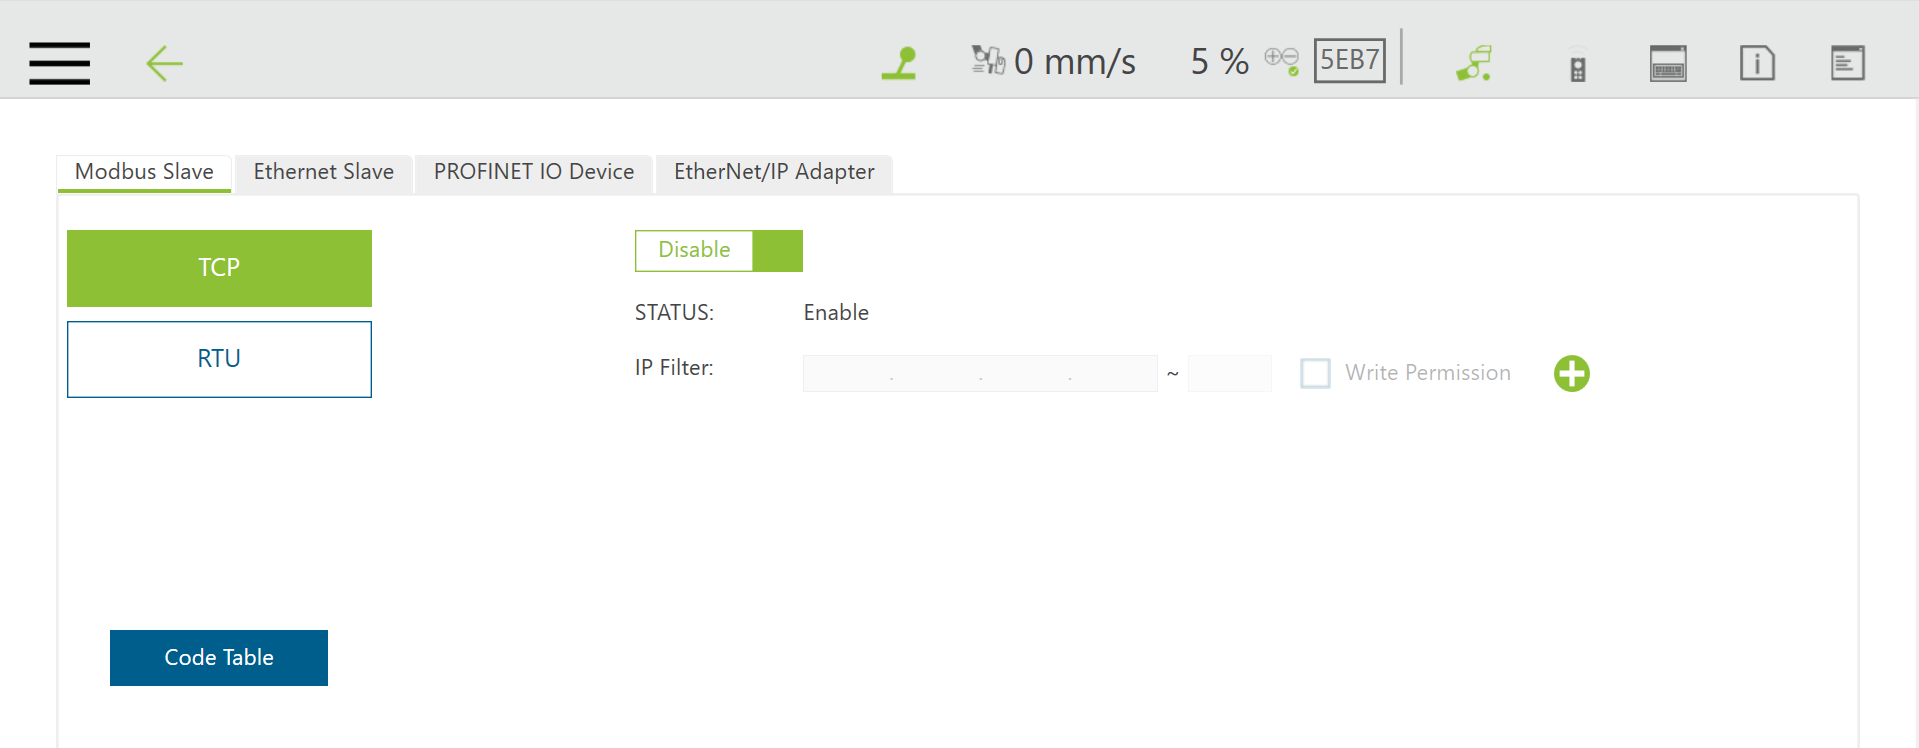 0 mm/s 5 % 5EB7
Modbus Slave Ethernet Slave PROFINET IO Device EtherNet/IP Adapter
TCP
Disable
STATUS: Enable
RTU
IP Filter: . . . ~ Write Permission
Code Table